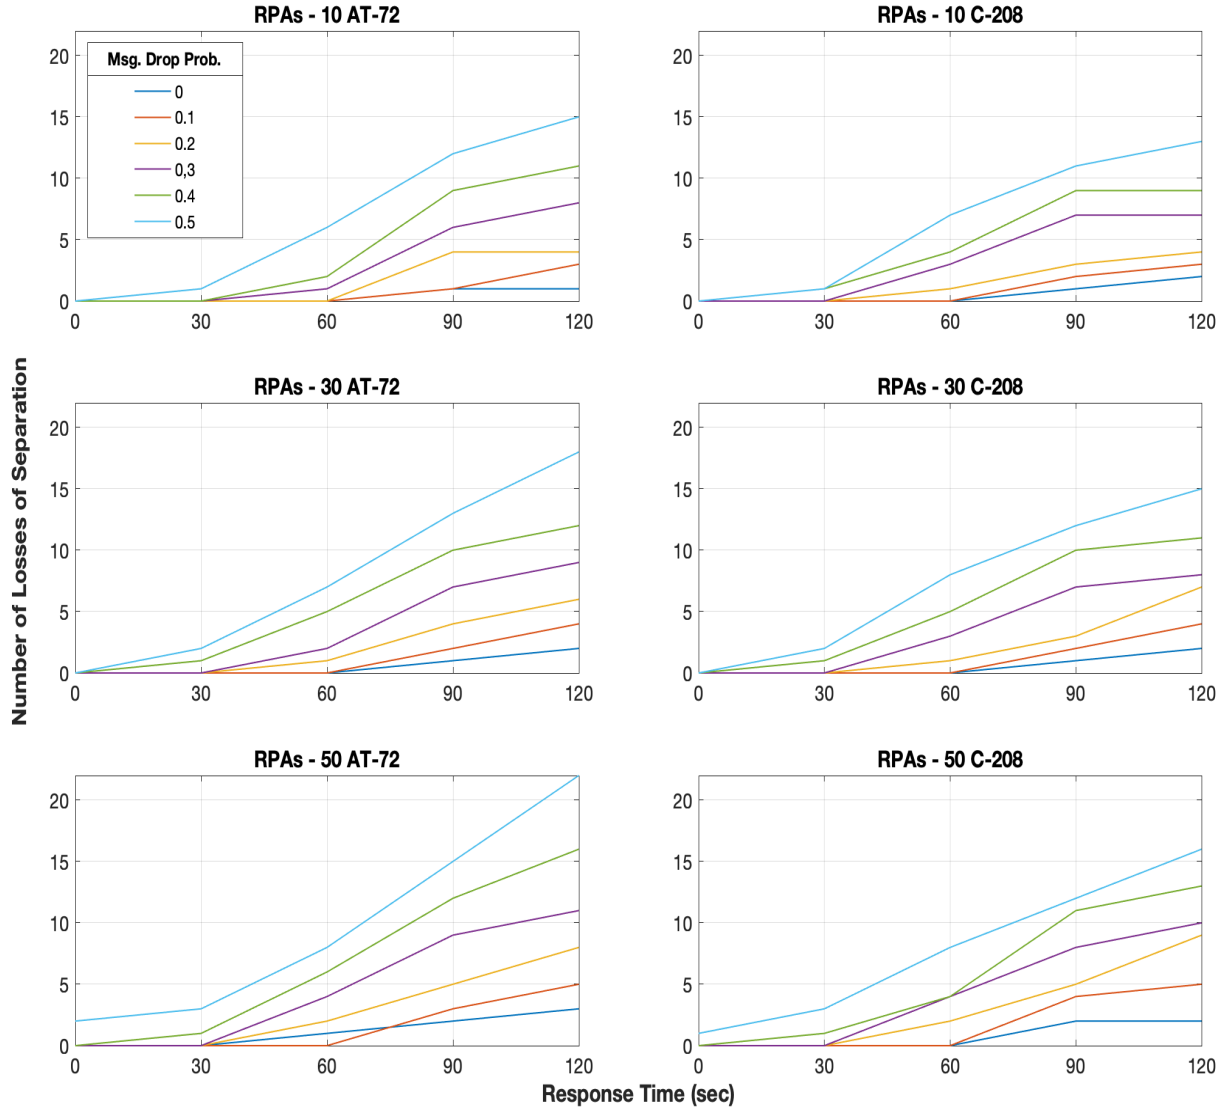 RPAs - 10 AT-72
20
15
10
5
0
0 30 60 90 120
Msg. Drop Prob.
0
0.1
0.2
0,3
0.4
0.5
RPAs - 10 C-208
20
15
10
5
0
0 30 60 90 120
Number of Losses of Separation
RPAs - 30 AT-72
20
15
10
5
0
0 30 60 90 120
RPAs - 30 C-208
20
15
10
5
0
0 30 60 90 120
RPAs - 50 AT-72
20
15
10
5
0
0 30 60 90 120
RPAs - 50 C-208
20
15
10
5
0
0 30 60 90 120
Response Time (sec)